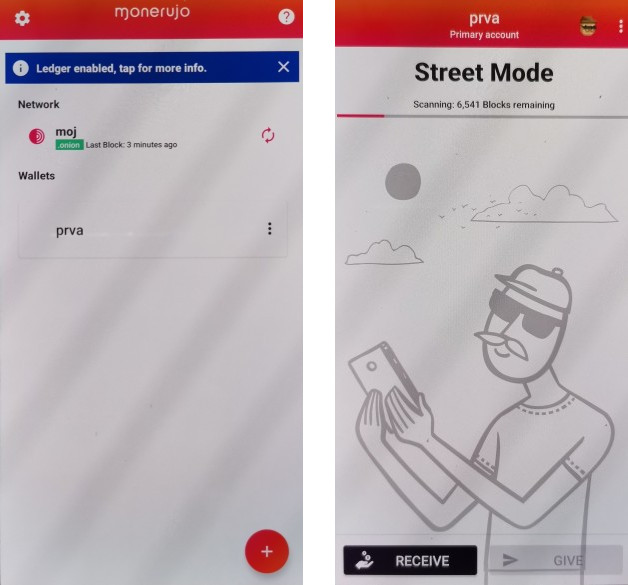 monerujo
?
i Ledger enabled, tap for more info.
Network
moj
.onion Last Block: 3 minutes ago
Wallets
prva
+
prva
Primary account
Street Mode
Scanning: 6,541 Blocks remaining
RECEIVE
GIVE